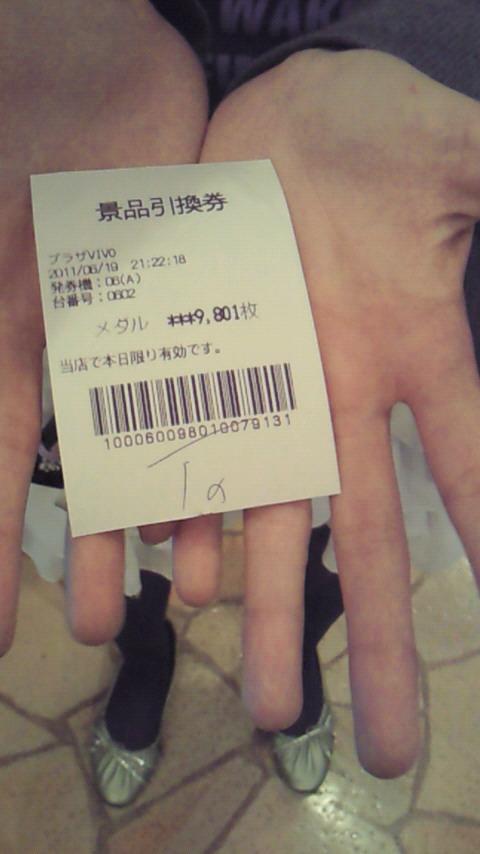 WAK
景品引換券
プラザVIVO
2011/06/19 21:22:18
発券機:06(A)
台番号:0602
メダル ***9,801枚
当店で本日限り有効です。
100060098010079131